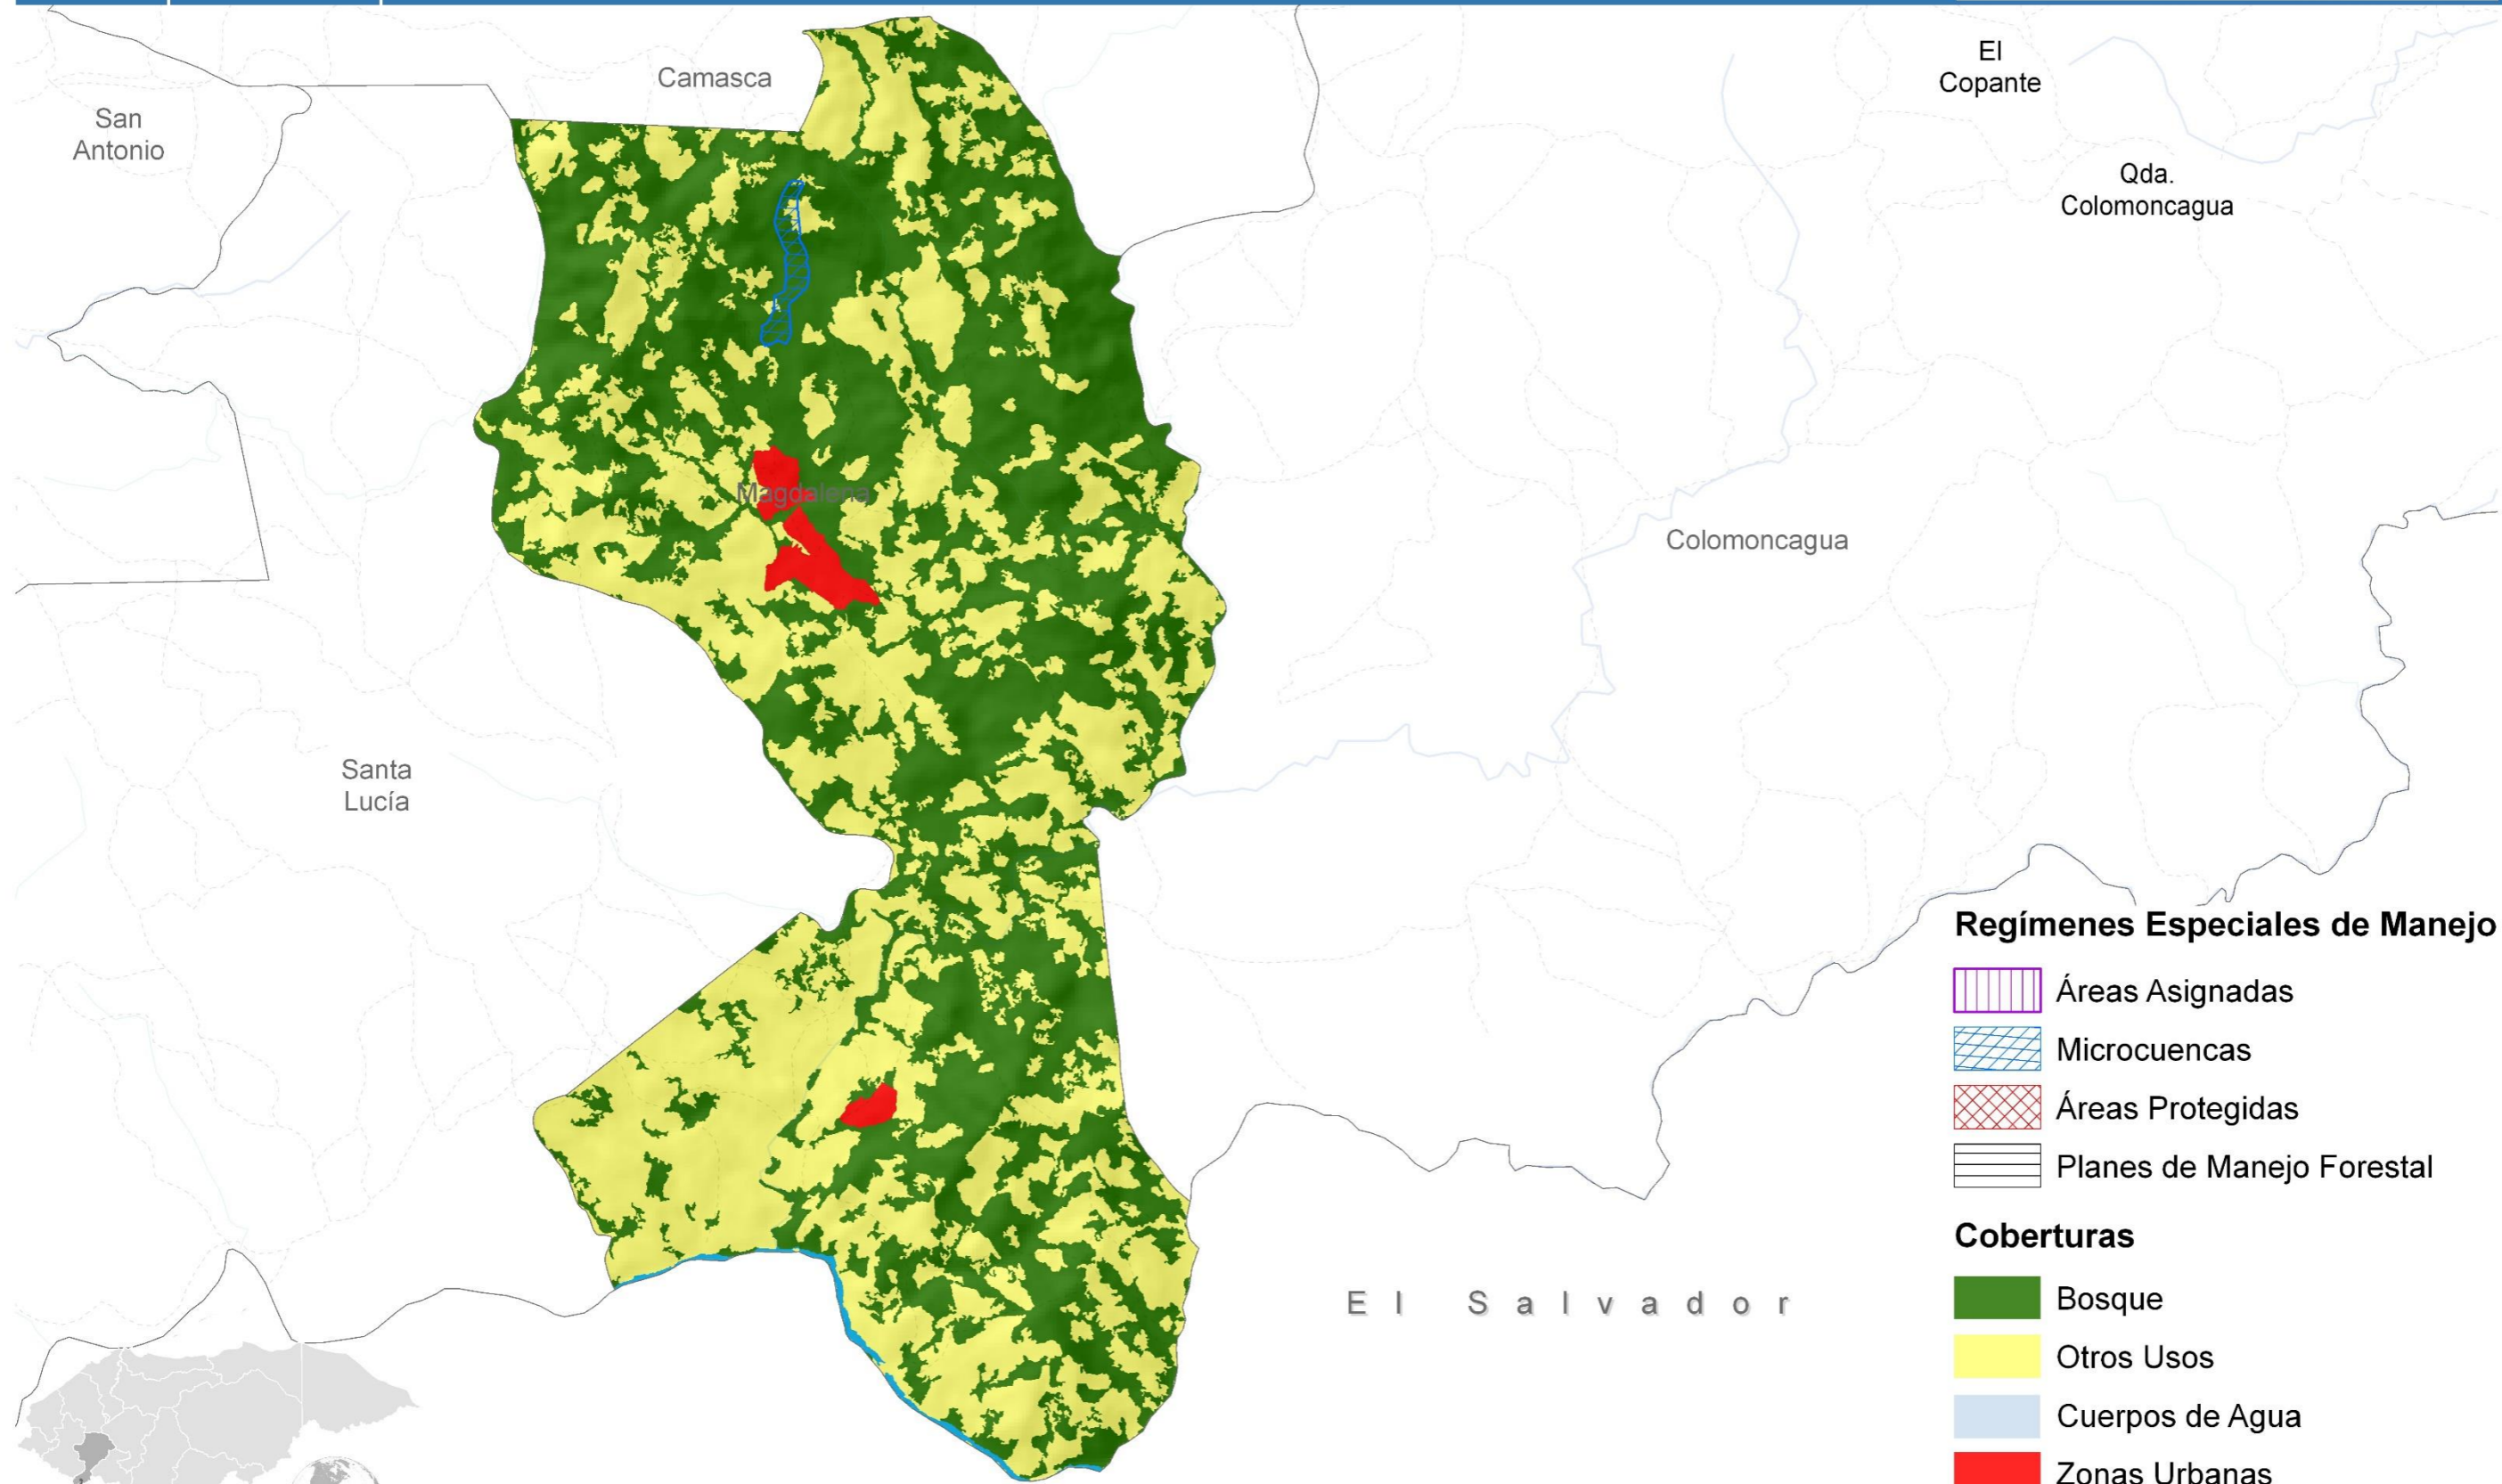 Camasca
San
Antonio
El
Copante
Qda.
Colomoncagua
Magdalena
Colomoncagua
Santa
Lucía
El Salvador
Regímenes Especiales de Manejo
Áreas Asignadas
Microcuencas
Áreas Protegidas
Planes de Manejo Forestal
Coberturas
Bosque
Otros Usos
Cuerpos de Agua
Zonas Urbanas